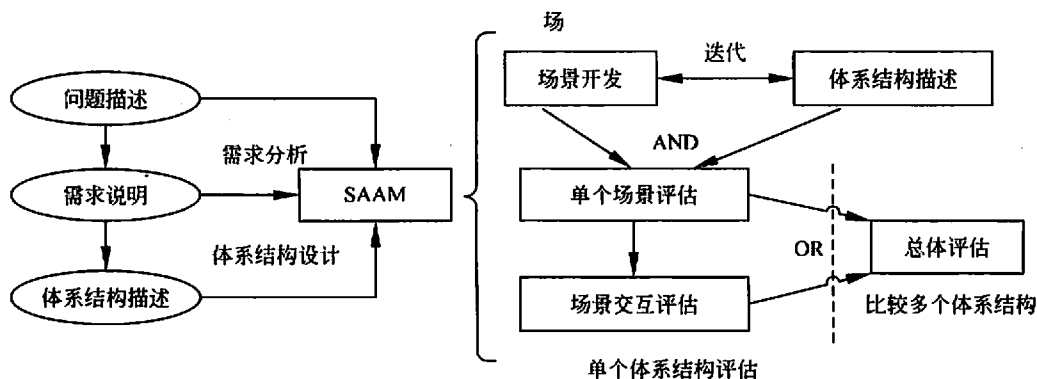 场
场景开发
迭代
体系结构描述
问题描述
AND
需求分析
需求说明
SAAM
单个场景评估
体系结构设计
OR
总体评估
体系结构描述
场景交互评估
比较多个体系结构
单个体系结构评估